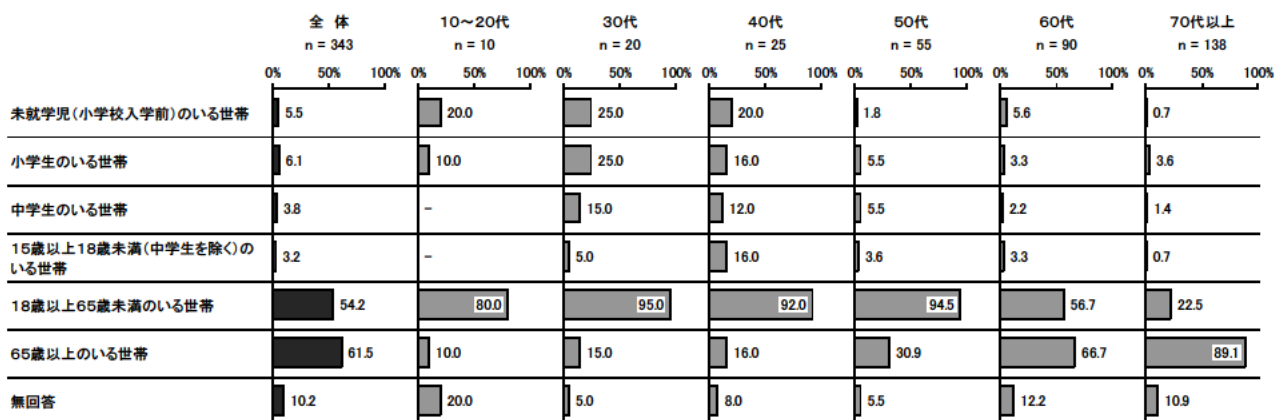 全 体 10～20代 30代 40代 50代 60代 70代以上
n = 343 n = 10 n = 20 n = 25 n = 55 n = 90 n = 138
0% 50% 100% 0% 50% 100% 0% 50% 100% 0% 50% 100% 0% 50% 100% 0% 50% 100% 0% 50% 100%
未就学児(小学校入学前)のいる世帯 5.5 20.0 25.0 20.0 1.8 5.6 0.7
小学生のいる世帯 6.1 10.0 25.0 16.0 5.5 3.3 3.6
中学生のいる世帯 3.8 － 15.0 12.0 5.5 2.2 1.4
15歳以上18歳未満(中学生を除く)の
いる世帯 3.2 － 5.0 16.0 3.6 3.3 0.7
18歳以上65歳未満のいる世帯 54.2 80.0 95.0 92.0 94.5 56.7 22.5
65歳以上のいる世帯 61.5 10.0 15.0 16.0 30.9 66.7 89.1
無回答 10.2 20.0 5.0 8.0 5.5 12.2 10.9